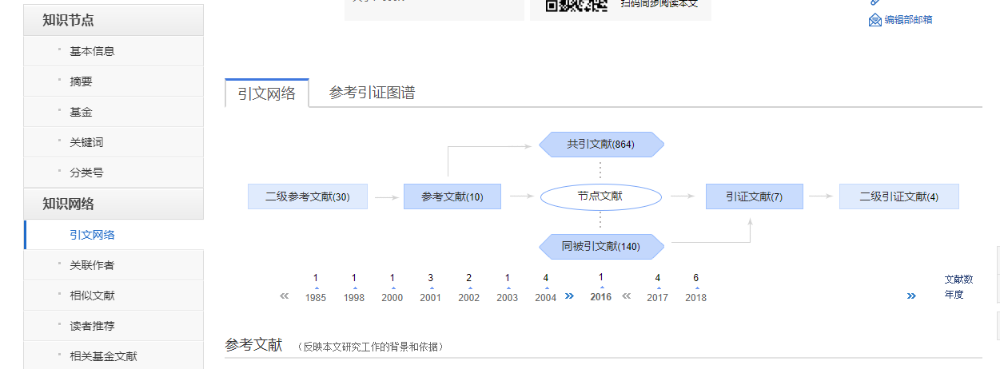 扫码同步阅读本文
编辑部邮箱
知识节点
基本信息
摘要
基金
关键词
分类号
知识网络
引文网络
关联作者
相似文献
读者推荐
相关基金文献
引文网络 参考引证图谱
共引文献(864)
二级参考文献(30) 参考文献(10) 节点文献 引证文献(7) 二级引证文献(4)
同被引文献(140)
1 1 1 3 2 1 4 1 4 6 文献数
1985 1998 2000 2001 2002 2003 2004 2016 2017 2018 年度
参考文献 （反映本文研究工作的背景和依据）